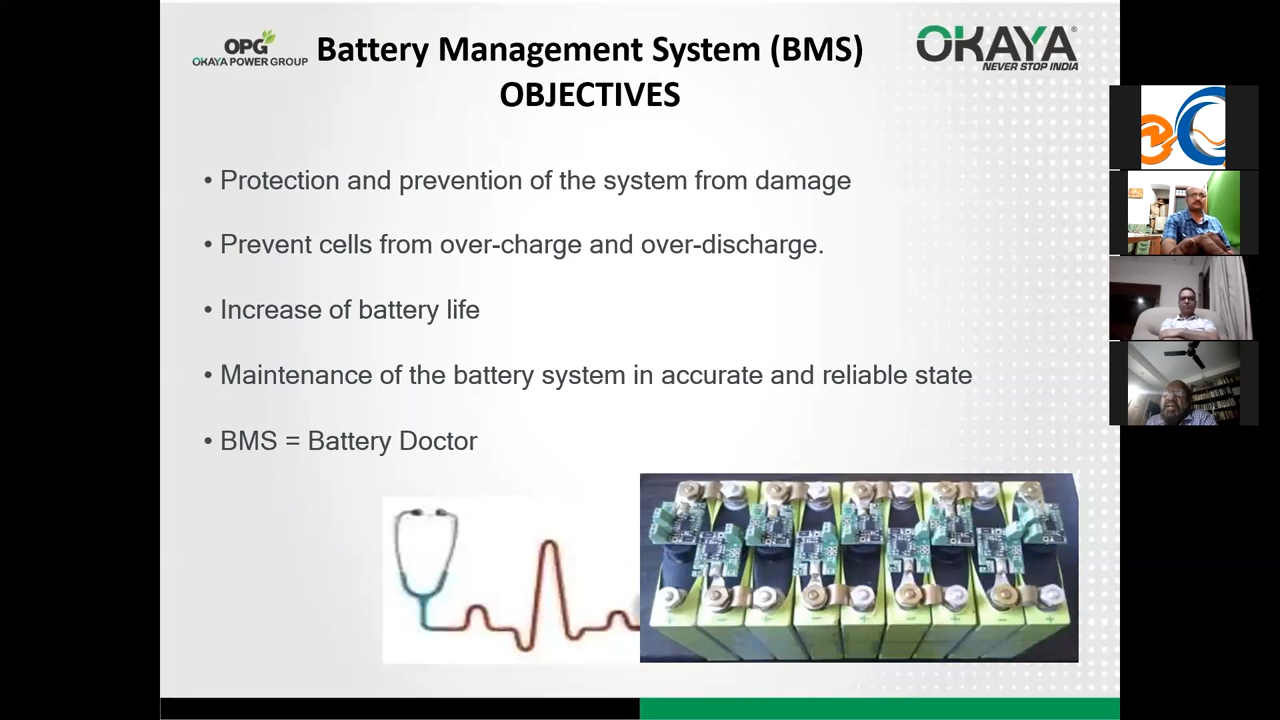 OPG
OKAYA POWER GROUP
Battery Management System (BMS)
OBJECTIVES
OKAYA
NEVER STOP INDIA
• Protection and prevention of the system from damage
• Prevent cells from over-charge and over-discharge.
• Increase of battery life
• Maintenance of the battery system in accurate and reliable state
• BMS = Battery Doctor